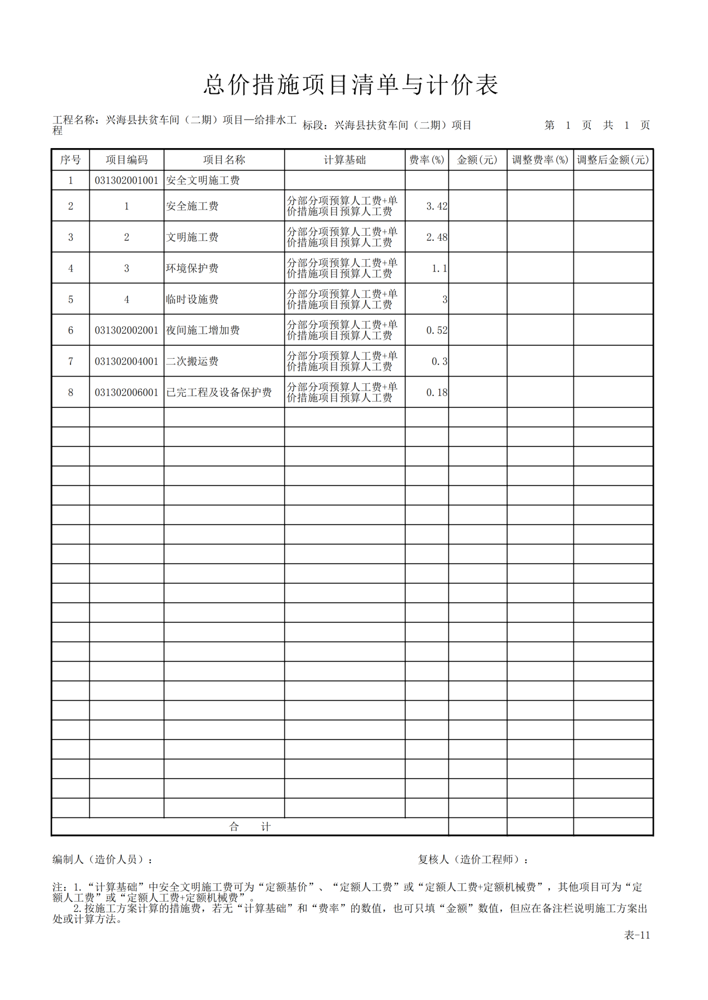 总价措施项目清单与计价表
工程名称：兴海县扶贫车间（二期）项目—给排水工
程
标段：兴海县扶贫车间（二期）项目
第 1 页 共 1 页
序号 项目编码 项目名称 计算基础 费率(%) 金额(元) 调整费率(%) 调整后金额(元)
1 031302001001 安全文明施工费
2 1 安全施工费 分部分项预算人工费+单
价措施项目预算人工费 3.42
3 2 文明施工费 分部分项预算人工费+单
价措施项目预算人工费 2.48
4 3 环境保护费 分部分项预算人工费+单
价措施项目预算人工费 1.1
5 4 临时设施费 分部分项预算人工费+单
价措施项目预算人工费 3
6 031302002001 夜间施工增加费 分部分项预算人工费+单
价措施项目预算人工费 0.52
7 031302004001 二次搬运费 分部分项预算人工费+单
价措施项目预算人工费 0.3
8 031302006001 已完工程及设备保护费 分部分项预算人工费+单
价措施项目预算人工费 0.18
合 计
编制人（造价人员）： 复核人（造价工程师）：
注：1.“计算基础”中安全文明施工费可为“定额基价”、“定额人工费”或“定额人工费+定额机械费”，其他项目可为“定
额人工费”或“定额人工费+定额机械费”。
2.按施工方案计算的措施费，若无“计算基础”和“费率”的数值，也可只填“金额”数值，但应在备注栏说明施工方案出
处或计算方法。
表-11